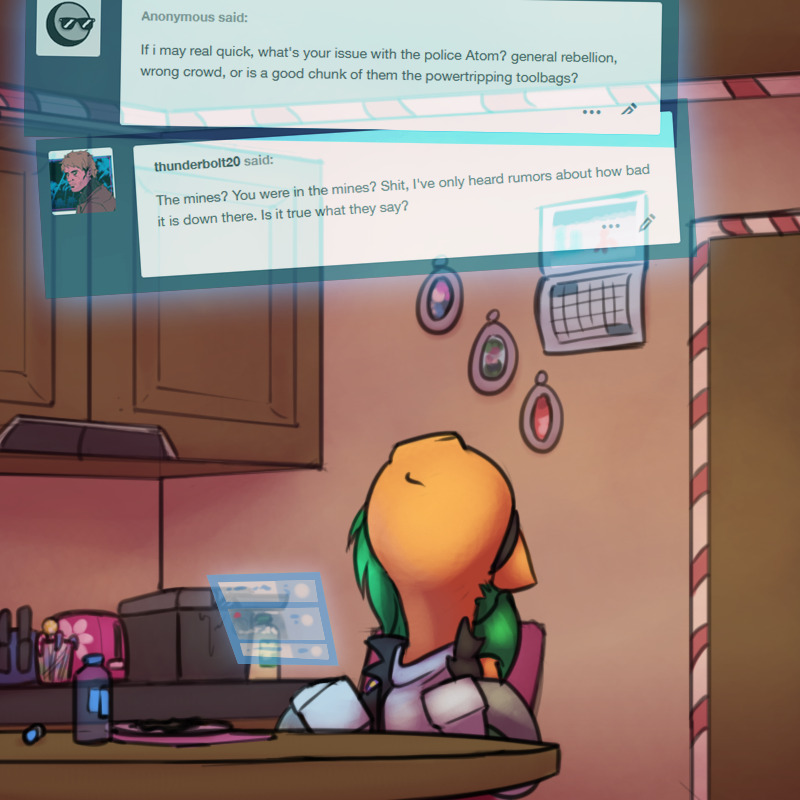 Anonymous said:
If i may real quick, what's your issue with the police Atom? general rebellion,
wrong crowd, or is a good chunk of them the powertripping toolbags?
thunderbolt20 said:
The mines? You were in the mines? Shit, I've only heard rumors about how bad
it is down there. Is it true what they say?